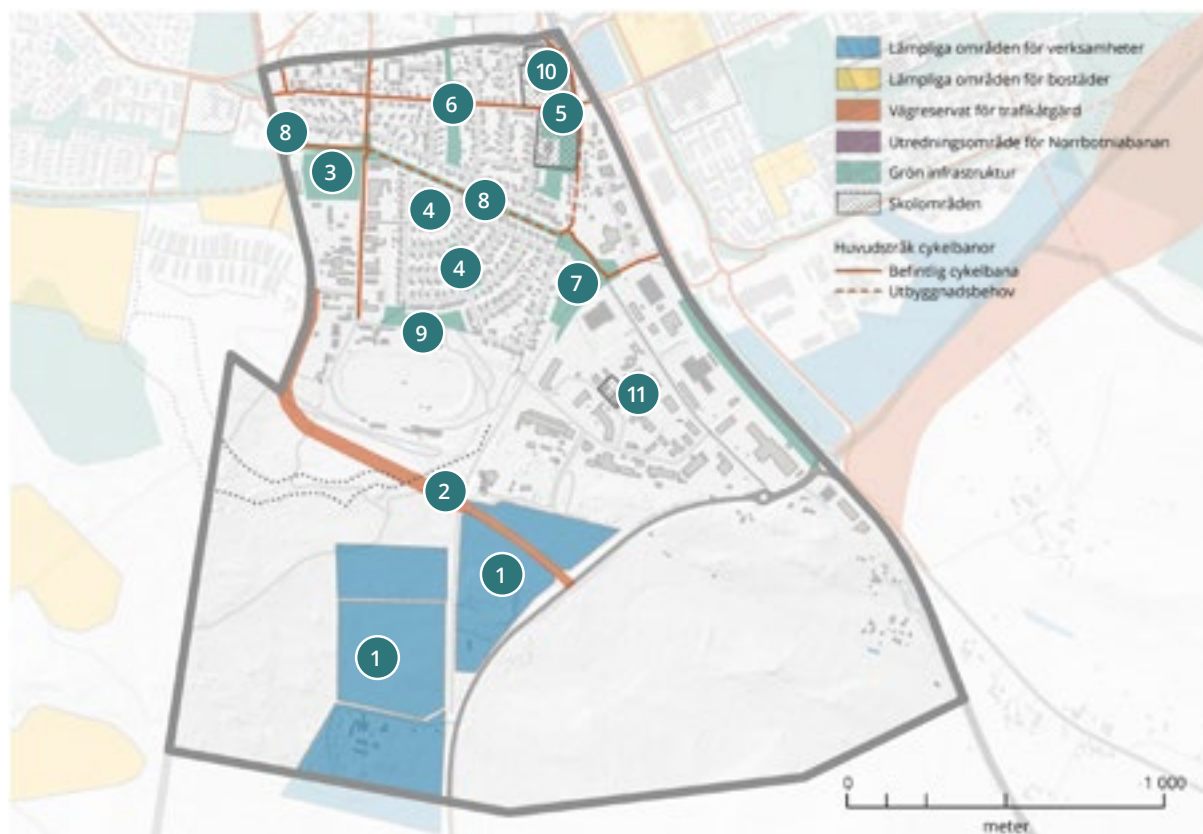 Lämpliga områden för verksamheter
Lämpliga områden för bostäder
Vägreservat för trafikåtgärd
Utredningsområde för Norrbotniabanan
Grön infrastruktur
Skolområden
Huvudstråk cykelbanor
Befintlig cykelbana
Utbyggnadsbehov
10
6
5
8
3
8
4
4
7
9
11
2
1
1
0 1 000
meter